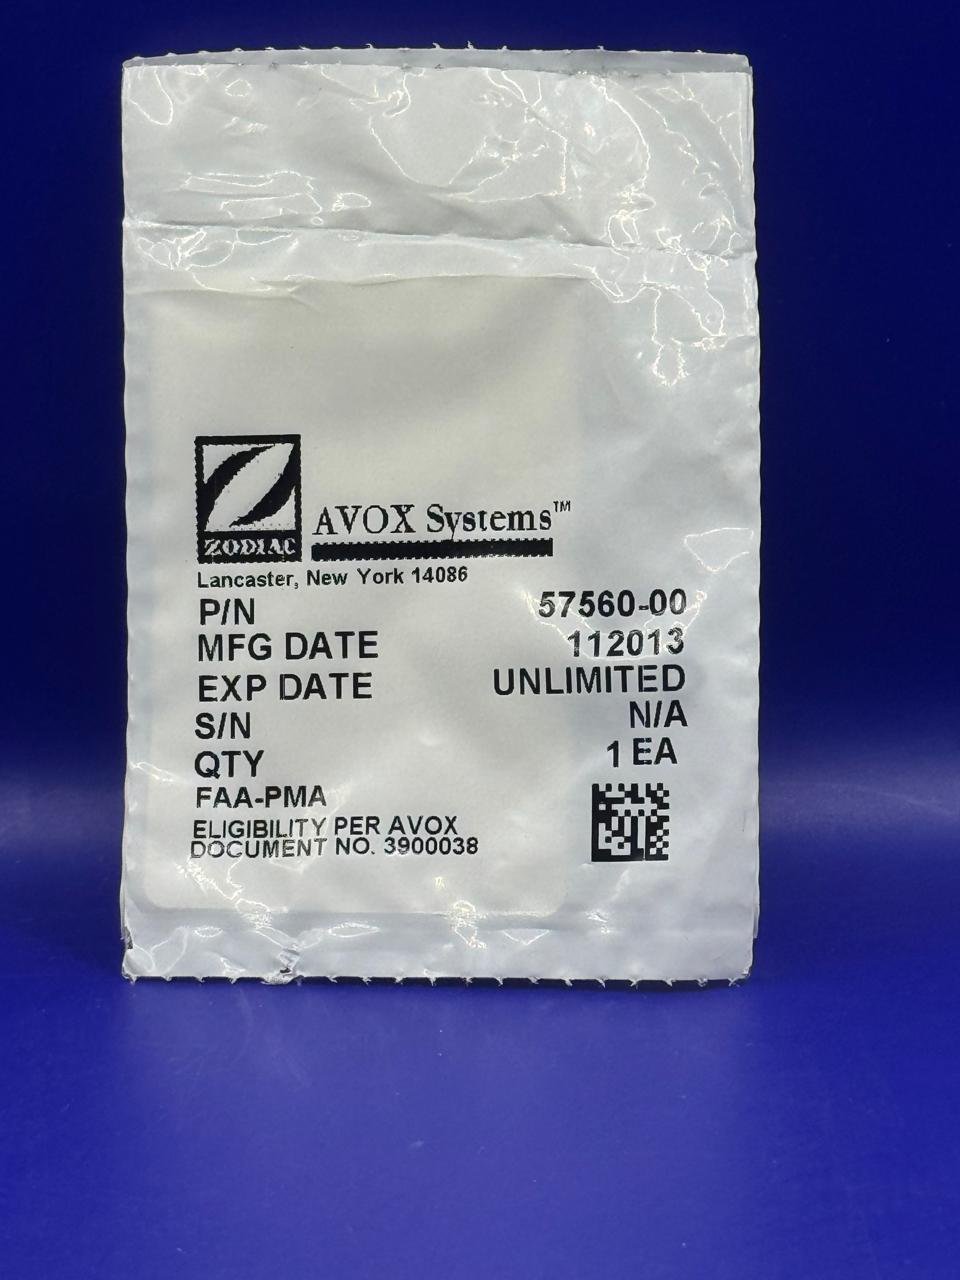 ZODIAC
AVOX Systems™
Lancaster, New York 14086
P/N 57560-00
MFG DATE 112013
EXP DATE UNLIMITED
S/N N/A
QTY 1 EA
FAA-PMA
ELIGIBILITY PER AVOX
DOCUMENT NO. 3900038